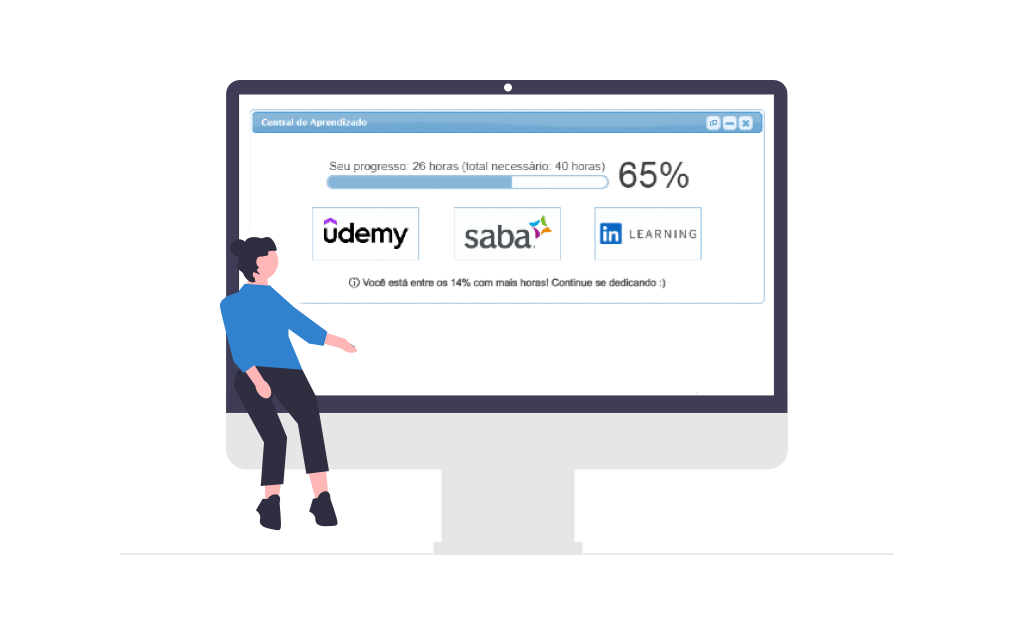 Central de Aprendizado
Seu progresso: 26 horas (total necessário: 40 horas)
65%
udemy
saba
in LEARNING
Você está entre os 14% com mais horas! Continue se dedicando :)